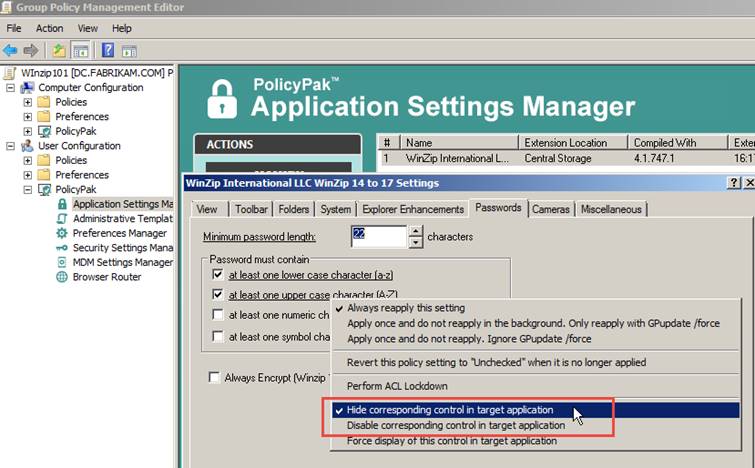 Group Policy Management Editor
File Action View Help
WInzip101 [DC.FABRIKAM.COM] P
Computer Configuration
Policies
Preferences
PolicyPak
User Configuration
Policies
Preferences
PolicyPak
Application Settings Ma
Administrative Templat
Preferences Manager
Security Settings Mana
MDM Settings Manager
Browser Router
PolicyPak™
Application Settings Manager
ACTIONS
# Name Extension Location Compiled With Exter
1 WinZip International L... Central Storage 4.1.747.1 16:17
WinZip International LLC WinZip 14 to 17 Settings
View Toolbar Folders System Explorer Enhancements Passwords Cameras Miscellaneous
Minimum password length: 22 characters
Password must contain
at least one lower case character (a-z)
at least one upper case character (A-Z)
at least one numeric ch
at least one symbol cha
Always Encrypt (Winzip
Always reapply this setting
Apply once and do not reapply in the background. Only reapply with GPupdate /force
Apply once and do not reapply. Ignore GPupdate /force
Revert this policy setting to "Unchecked" when it is no longer applied
Perform ACL Lockdown
Hide corresponding control in target application
Disable corresponding control in target application
Force display of this control in target application